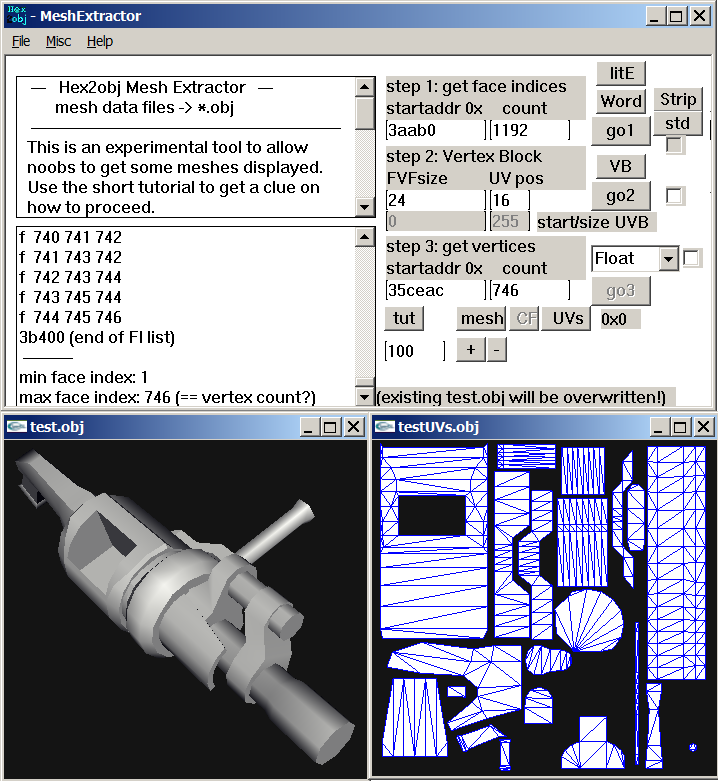 Hex
obj - MeshExtractor
File Misc Help
— Hex2obj Mesh Extractor —
mesh data files -> *.obj
This is an experimental tool to allow
noobs to get some meshes displayed.
Use the short tutorial to get a clue on
how to proceed.
f 740 741 742
f 741 743 742
f 742 743 744
f 743 745 744
f 744 745 746
3b400 (end of FI list)
min face index: 1
max face index: 746 (== vertex count?)
step 1: get face indices
startaddr 0x count
3aab0 1192
litE
Word
go1
Strip
std
step 2: Vertex Block
FVFsize UV pos
24 16
0 255 start/size UVB
VB
go2
step 3: get vertices
startaddr 0x count
35ceac 746
Float
go3
tut mesh CF UVs 0x0
100 + -
(existing test.obj will be overwritten!)
test.obj
testUVs.obj